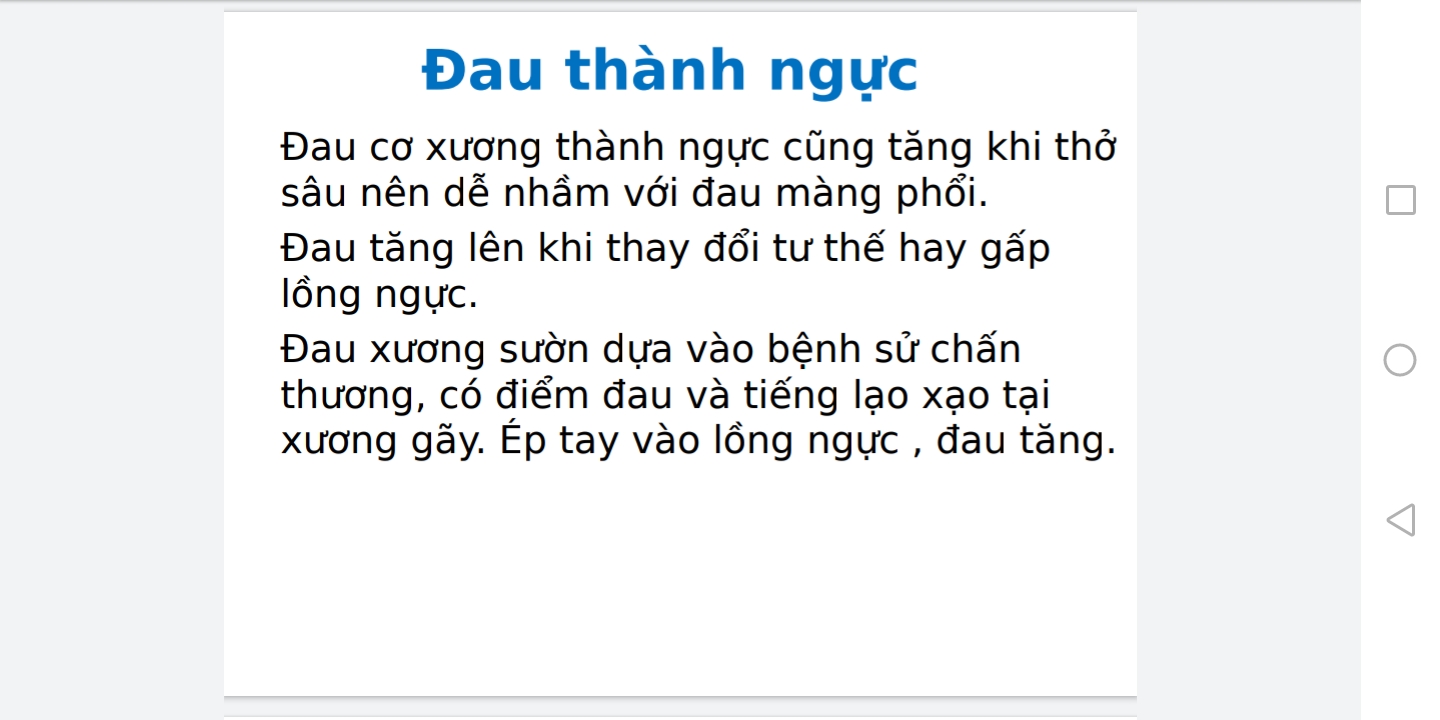 Đau thành ngực
Đau cơ xương thành ngực cũng tăng khi thở
sâu nên dễ nhầm với đau màng phổi.
Đau tăng lên khi thay đổi tư thế hay gấp
lồng ngực.
Đau xương sườn dựa vào bệnh sử chấn
thương, có điểm đau và tiếng lạo xạo tại
xương gãy. Ép tay vào lồng ngực , đau tăng.